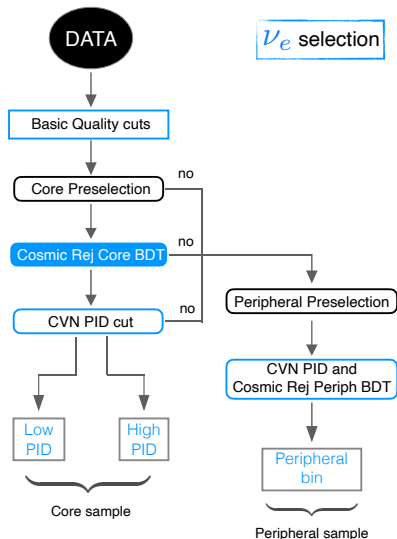 DATA
νe selection
Basic Quality cuts
no
Core Preselection
no
Cosmic Rej Core BDT
Peripheral Preselection
no
CVN PID cut
CVN PID and
Cosmic Rej Periph BDT
Low
PID
High
PID
Peripheral
bin
Core sample
Peripheral sample